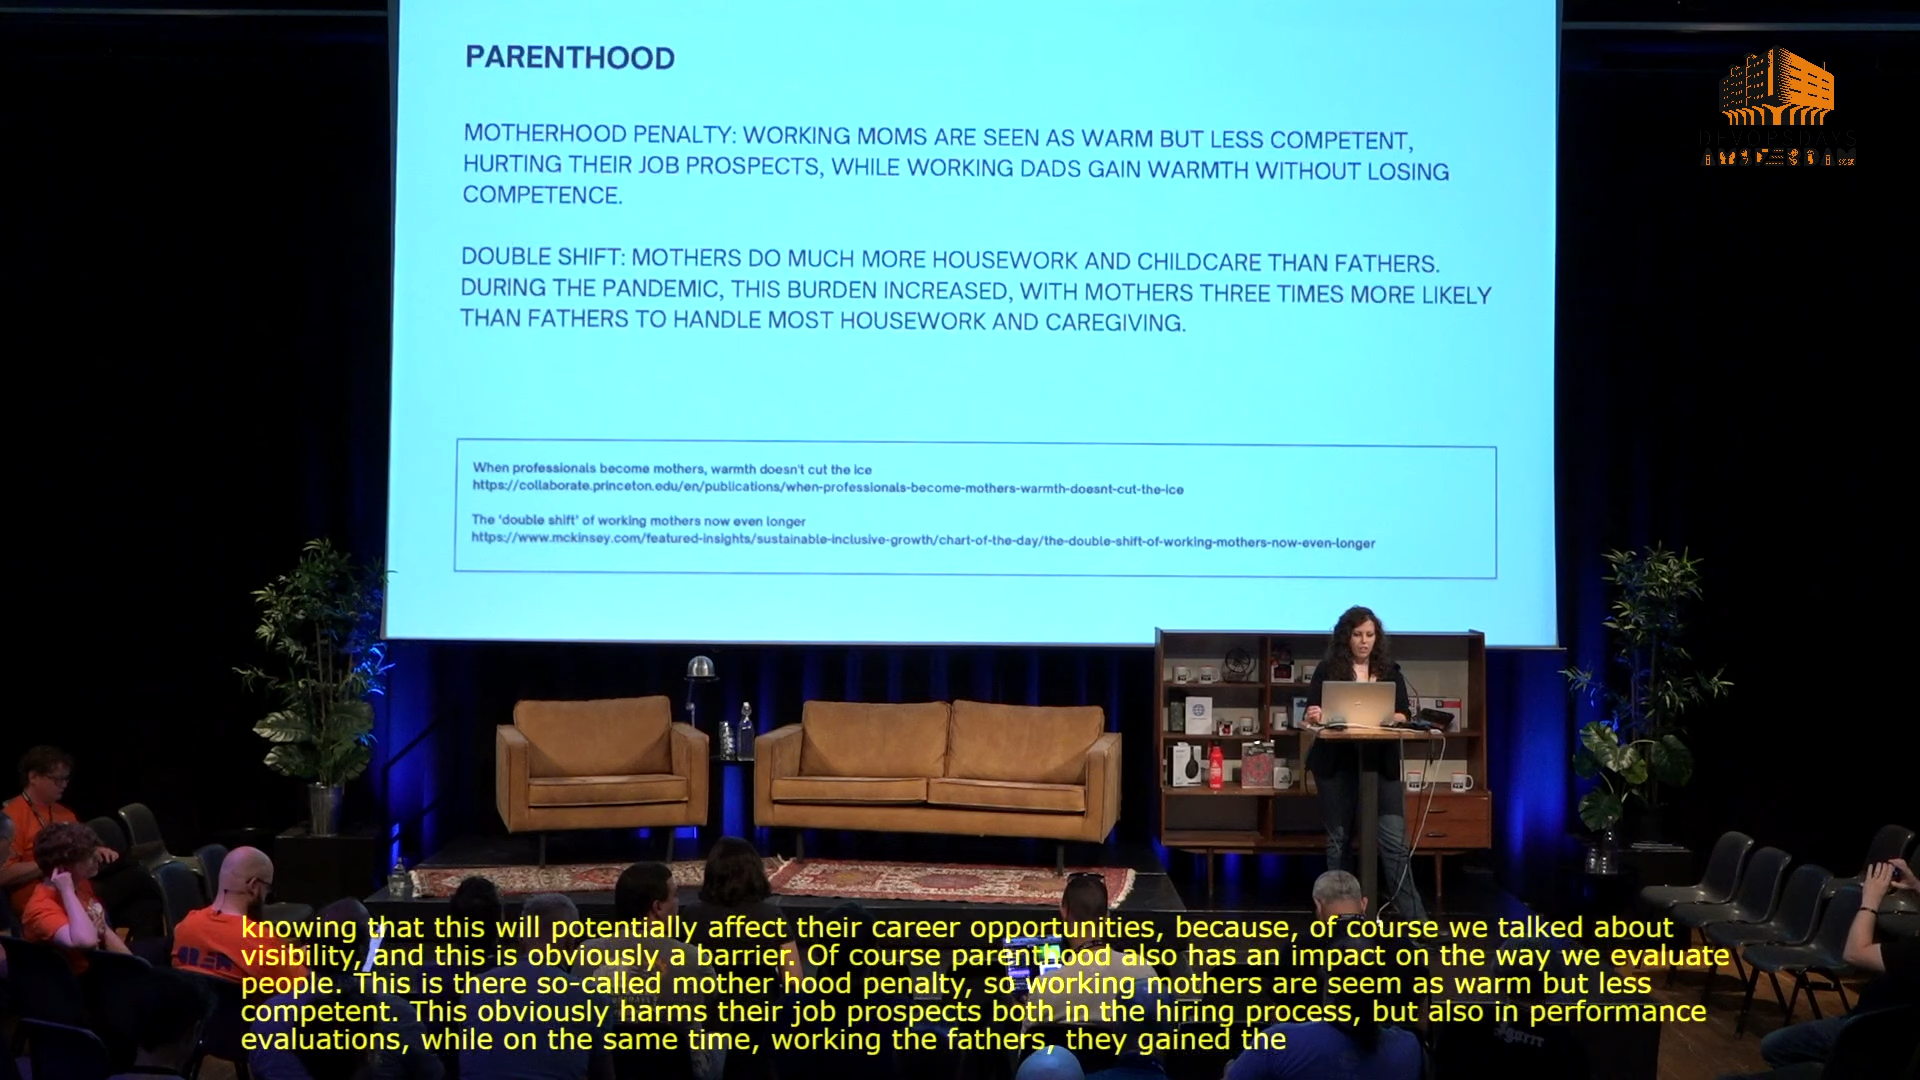 PARENTHOOD
MOTHERHOOD PENALTY: WORKING MOMS ARE SEEN AS WARM BUT LESS COMPETENT,
HURTING THEIR JOB PROSPECTS, WHILE WORKING DADS GAIN WARMTH WITHOUT LOSING
COMPETENCE.
DOUBLE SHIFT: MOTHERS DO MUCH MORE HOUSEWORK AND CHILDCARE THAN FATHERS.
DURING THE PANDEMIC, THIS BURDEN INCREASED, WITH MOTHERS THREE TIMES MORE LIKELY
THAN FATHERS TO HANDLE MOST HOUSEWORK AND CAREGIVING.
When professionals become mothers, warmth doesn't cut the ice
https://collaborate.princeton.edu/en/publications/when-professionals-become-mothers-warmth-doesnt-cut-the-ice
The 'double shift' of working mothers now even longer
https://www.mckinsey.com/featured-insights/sustainable-inclusive-growth/chart-of-the-day/the-double-shift-of-working-mothers-now-even-longer
DEVOPSDAYS
AMSTERDAM
knowing that this will potentially affect their career opportunities, because, of course we talked about
visibility, and this is obviously a barrier. Of course parenthood also has an impact on the way we evaluate
people. This is there so-called mother hood penalty, so working mothers are seem as warm but less
competent. This obviously harms their job prospects both in the hiring process, but also in performance
evaluations, while on the same time, working the fathers, they gained the